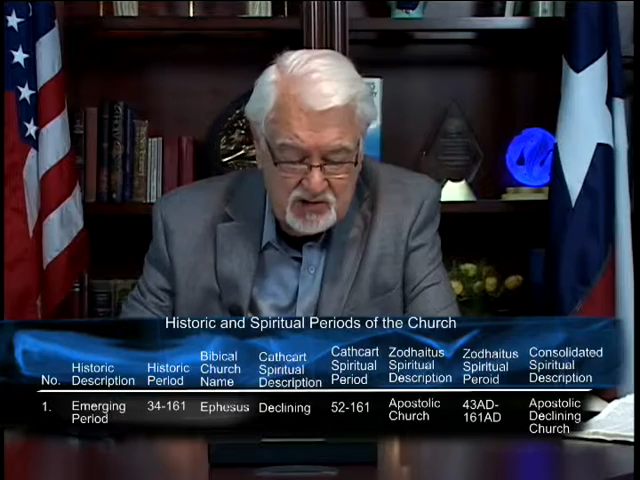 Historic and Spiritual Periods of the Church
No. Historic Description Historic Period Bibical Church Name Cathcart Spiritual Description Cathcart Spiritual Period Zodhaitus Spiritual Description Zodhaitus Spiritual Peroid Consolidated Spiritual Description
1. Emerging Period 34-161 Ephesus Declining 52-161 Apostolic Church 43AD-161AD Apostolic Declining Church